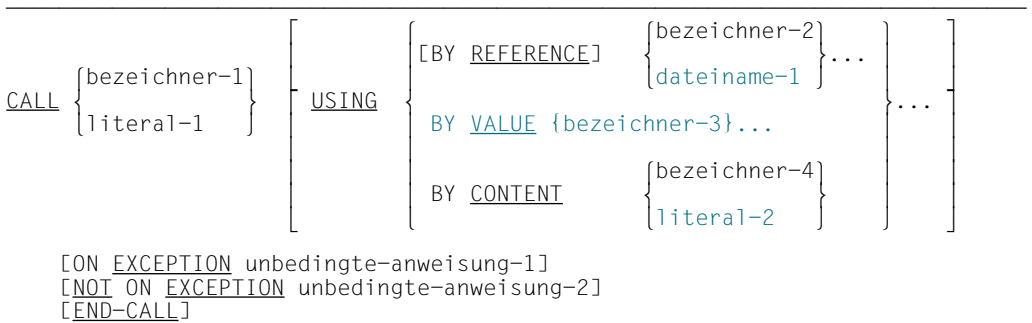 [BY REFERENCE] bezeichner-2
dateiname-1 ...
CALL bezeichner-1
literal-1
USING
...
BY VALUE {bezeichner-3}...
BY CONTENT bezeichner-4
literal-2
[ON EXCEPTION unbedingte-anweisung-1]
[NOT ON EXCEPTION unbedingte-anweisung-2]
[END-CALL]